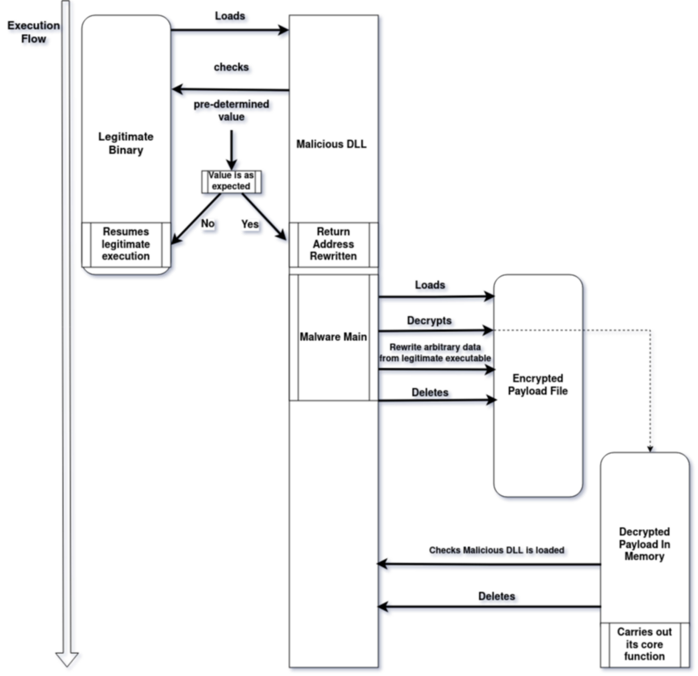 Execution
Flow
Loads
checks
pre-determined
value
Legitimate
Binary
Malicious DLL
Value is as
expected
No
Yes
Resumes
legitimate
execution
Return
Address
Rewritten
Loads
Malware Main
Decrypts
Rewrite arbitrary data
from legitimate executable
Encrypted
Payload File
Deletes
Decrypted
Payload In
Memory
Checks Malicious DLL is loaded
Deletes
Carries out
its core
function